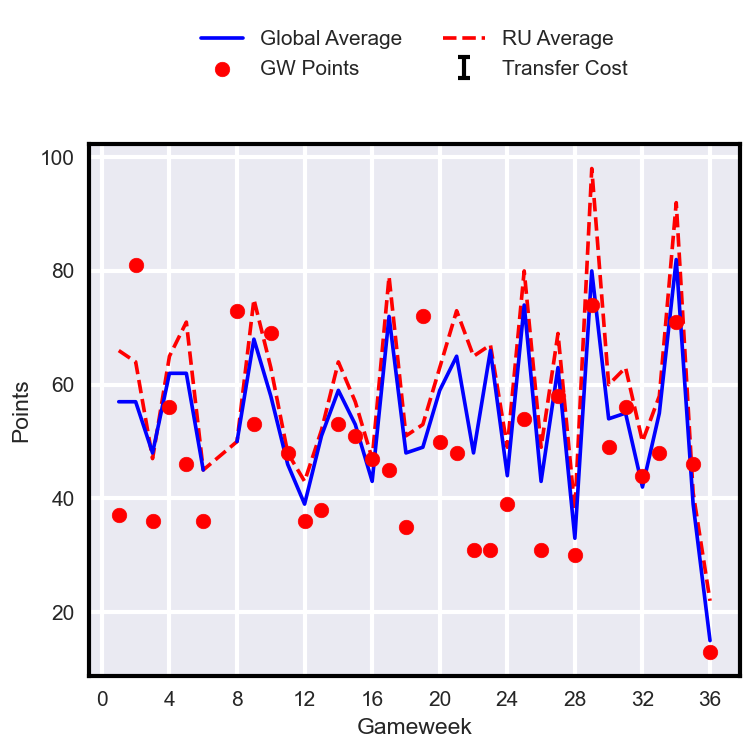 Global Average
RU Average
GW Points
Transfer Cost
100
80
60
40
20
Points
0 4 8 12 16 20 24 28 32 36
Gameweek